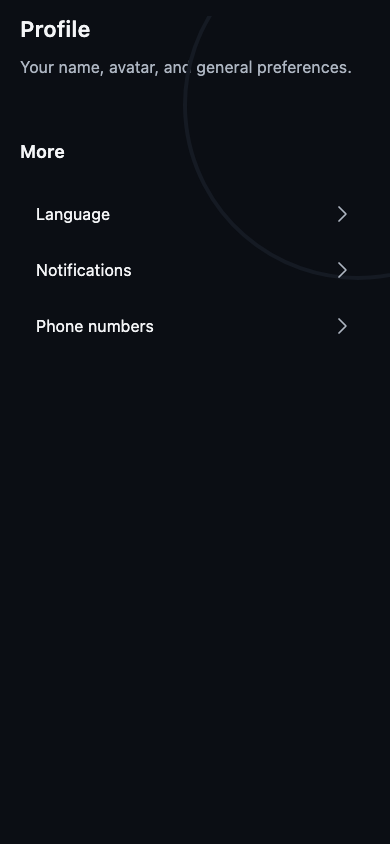 Profile
Your name, avatar, and general preferences.
More
Language
Notifications
Phone numbers